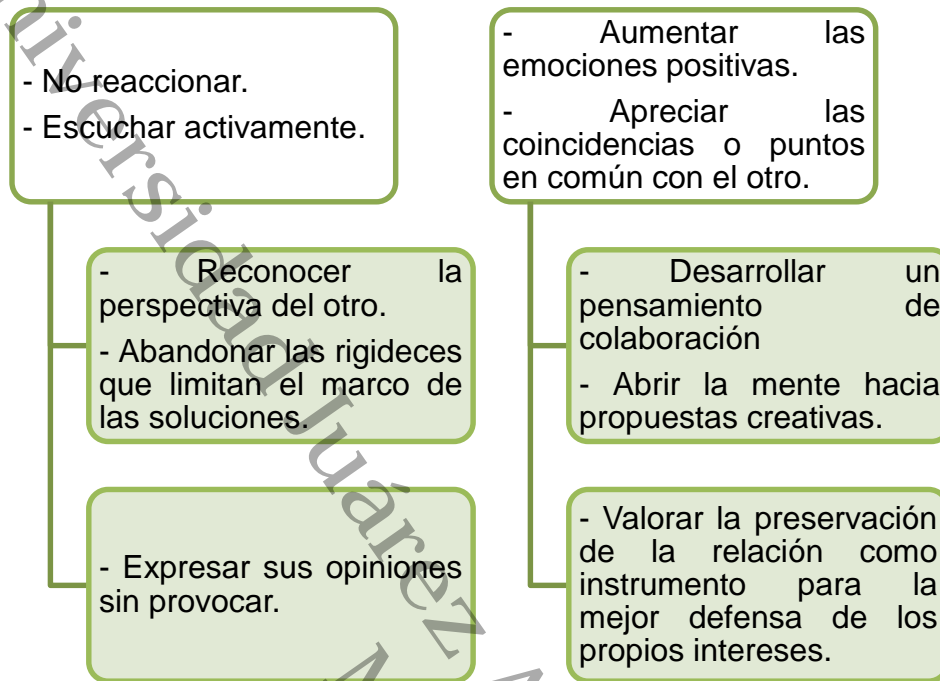 - No reaccionar.
- Escuchar activamente.
- Reconocer la
perspectiva del otro.
- Abandonar las rigideces
que limitan el marco de
las soluciones.
- Expresar sus opiniones
sin provocar.
- Aumentar las
emociones positivas.
- Apreciar las
coincidencias o puntos
en común con el otro.
- Desarrollar un
pensamiento de
colaboración
- Abrir la mente hacia
propuestas creativas.
- Valorar la preservación
de la relación como
instrumento para la
mejor defensa de los
propios intereses.
Universidad Juárez A